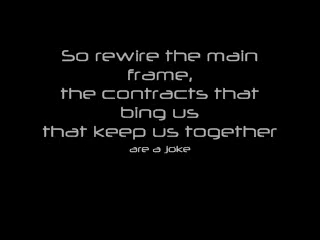 So rewire the main
frame,
the contracts that
bing us
that keep us together
are a joke